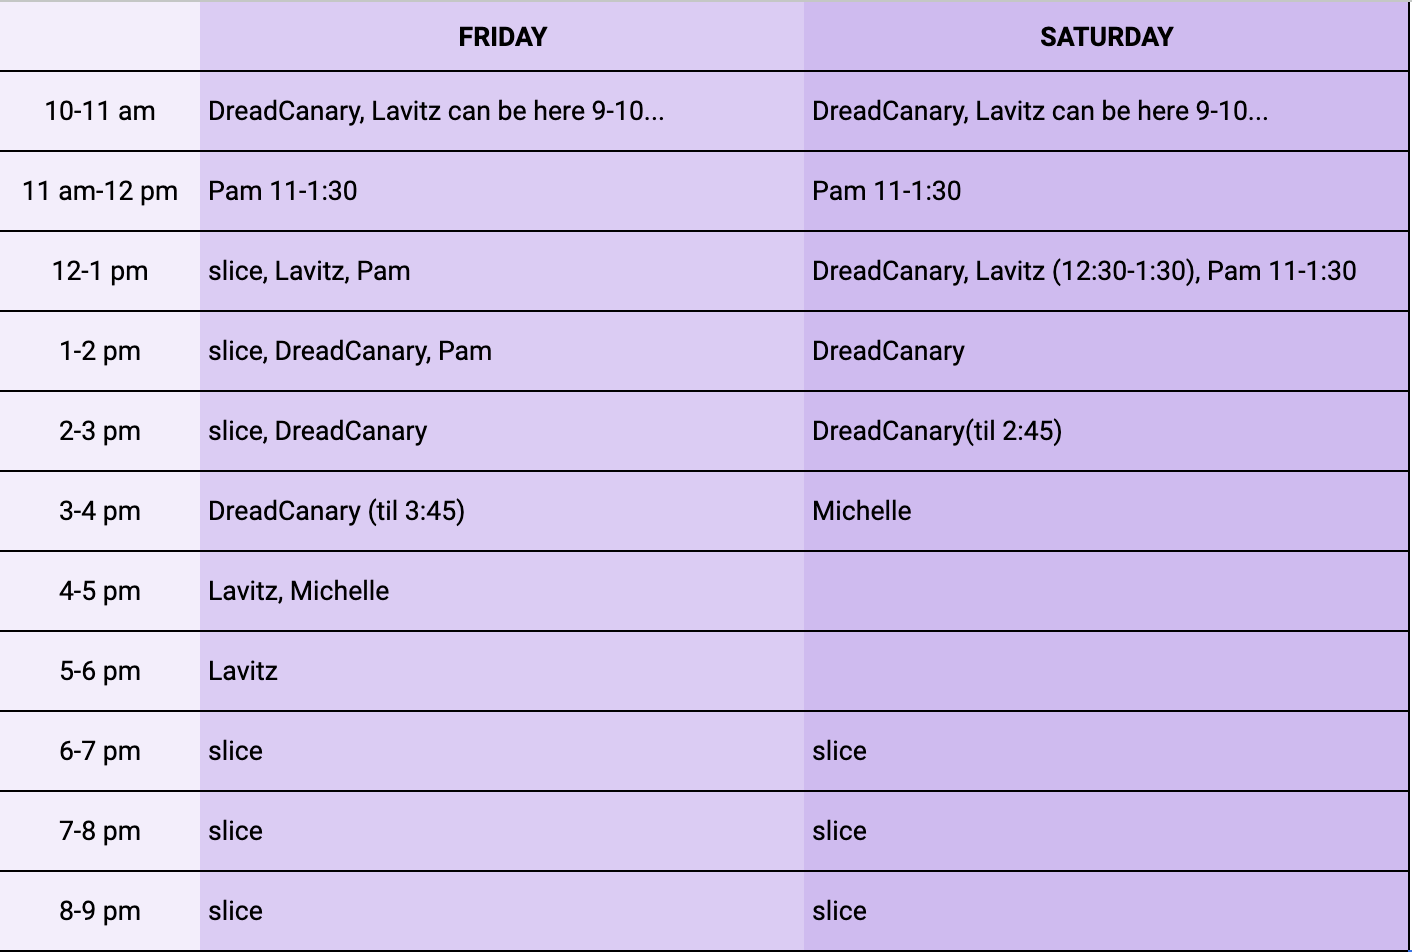 FRIDAY SATURDAY
10-11 am DreadCanary, Lavitz can be here 9-10... DreadCanary, Lavitz can be here 9-10...
11 am-12 pm Pam 11-1:30 Pam 11-1:30
12-1 pm slice, Lavitz, Pam DreadCanary, Lavitz (12:30-1:30), Pam 11-1:30
1-2 pm slice, DreadCanary, Pam DreadCanary
2-3 pm slice, DreadCanary DreadCanary(til 2:45)
3-4 pm DreadCanary (til 3:45) Michelle
4-5 pm Lavitz, Michelle
5-6 pm Lavitz
6-7 pm slice slice
7-8 pm slice slice
8-9 pm slice slice